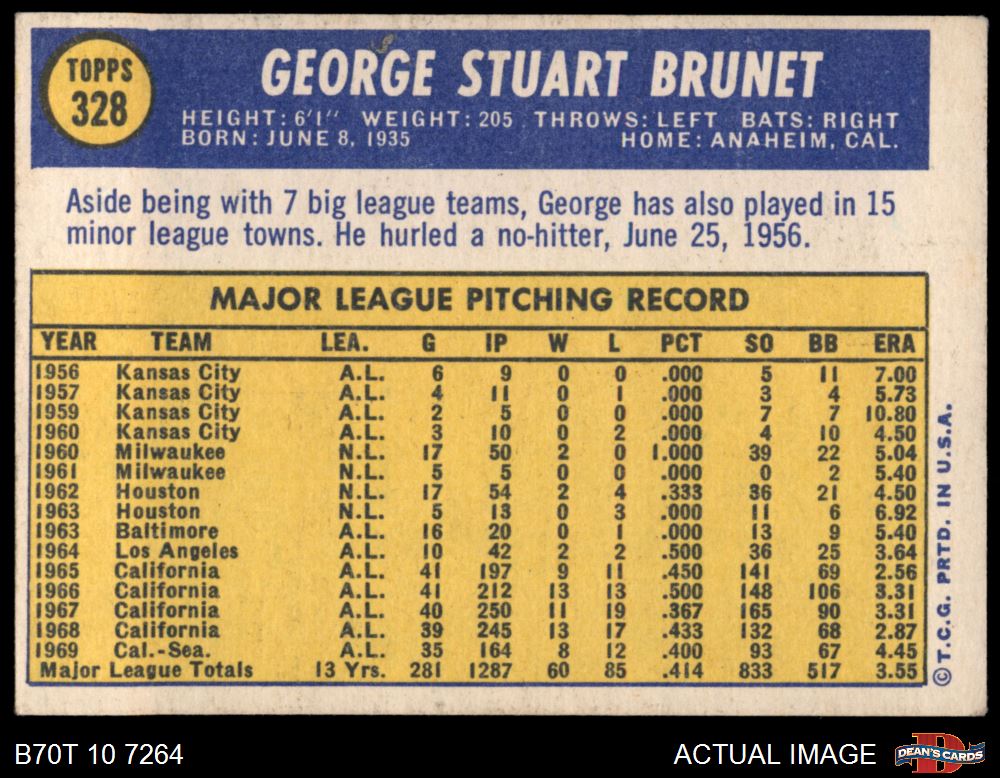 TOPPS
328
GEORGE STUART BRUNET
HEIGHT: 6'1" WEIGHT: 205 THROWS: LEFT BATS: RIGHT
BORN: JUNE 8, 1935 HOME: ANAHEIM, CAL.
Aside being with 7 big league teams, George has also played in 15
minor league towns. He hurled a no-hitter, June 25, 1956.
MAJOR LEAGUE PITCHING RECORD
YEAR TEAM LEA. G IP W L PCT SO BB ERA
1956 Kansas City A.L. 6 9 0 0 .000 5 11 7.00
1957 Kansas City A.L. 4 11 0 1 .000 3 4 5.73
1959 Kansas City A.L. 2 5 0 0 .000 7 7 10.80
1960 Kansas City A.L. 3 10 0 2 .000 4 10 4.50
1960 Milwaukee N.L. 17 50 2 0 1.000 39 22 5.04
1961 Milwaukee N.L. 5 5 0 0 .000 0 2 5.40
1962 Houston N.L. 17 54 2 4 .333 36 21 4.50
1963 Houston N.L. 5 13 0 3 .000 11 6 6.92
1963 Baltimore A.L. 16 20 0 1 .000 13 9 5.40
1964 Los Angeles A.L. 10 42 2 2 .500 36 25 3.64
1965 California A.L. 41 197 9 11 .450 141 69 2.56
1966 California A.L. 41 212 13 13 .500 148 106 3.31
1967 California A.L. 40 250 11 19 .367 165 90 3.31
1968 California A.L. 39 245 13 17 .433 132 68 2.87
1969 Cal.-Sea. A.L. 35 164 8 12 .400 93 67 4.45
Major League Totals 13 Yrs. 281 1287 60 85 .414 833 517 3.55
©T.C.G. PRTD. IN U.S.A.
B70T 10 7264 ACTUAL IMAGE
DEAN'S CARDS